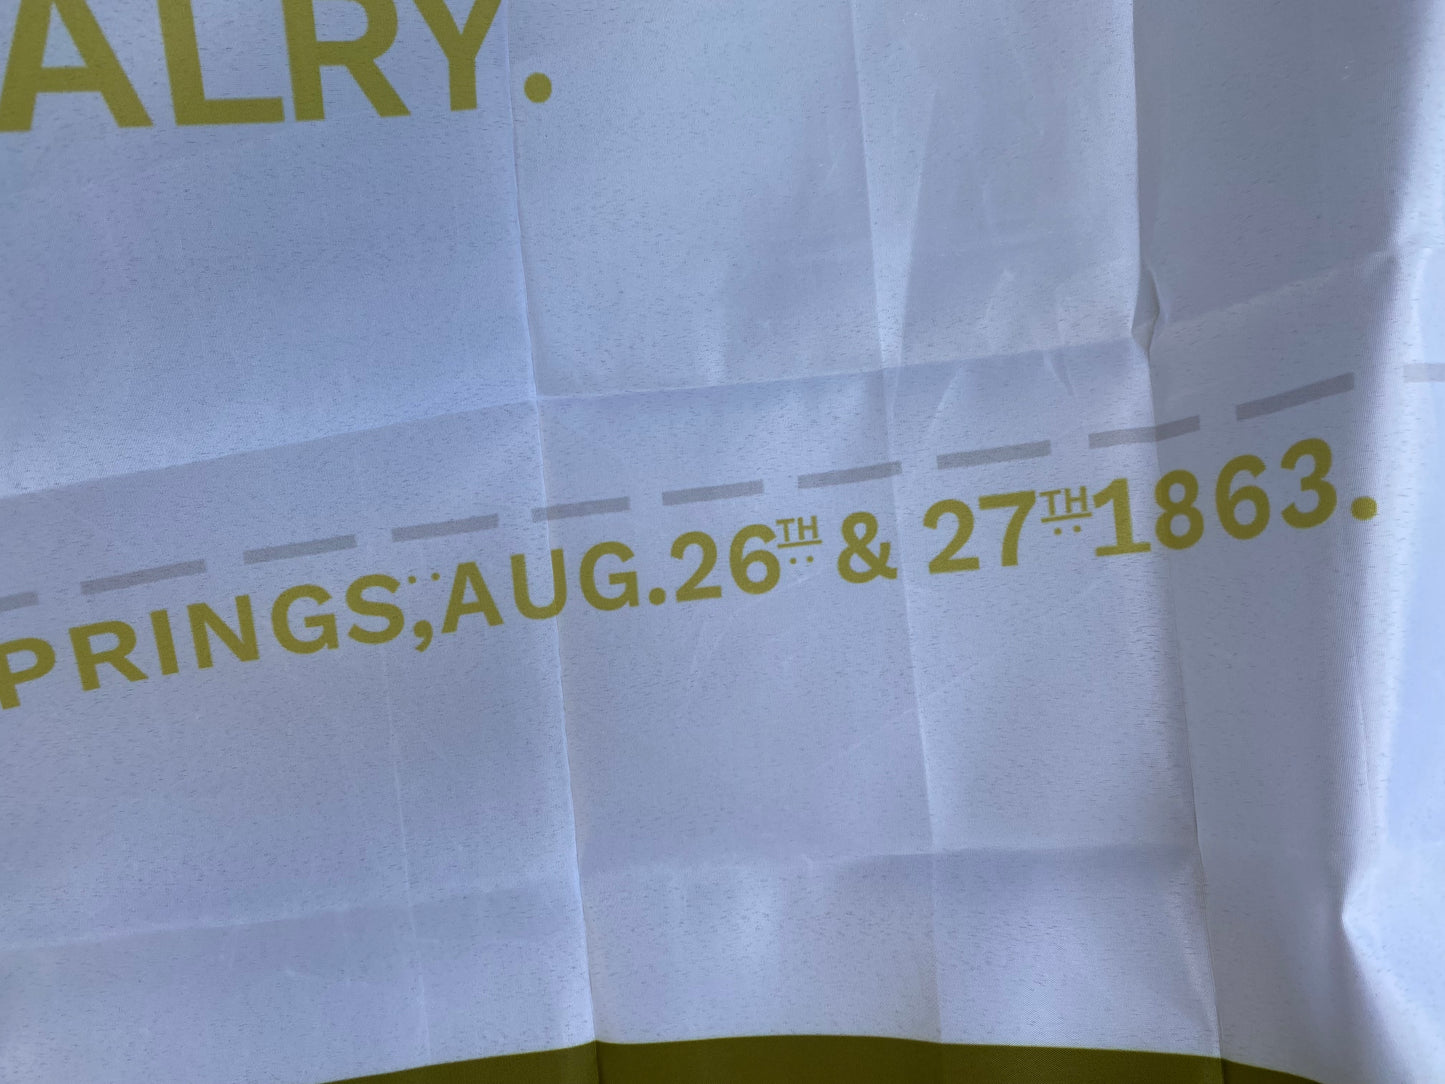 ALRY.
PRINGS, AUG. 26TH & 27TH 1863.